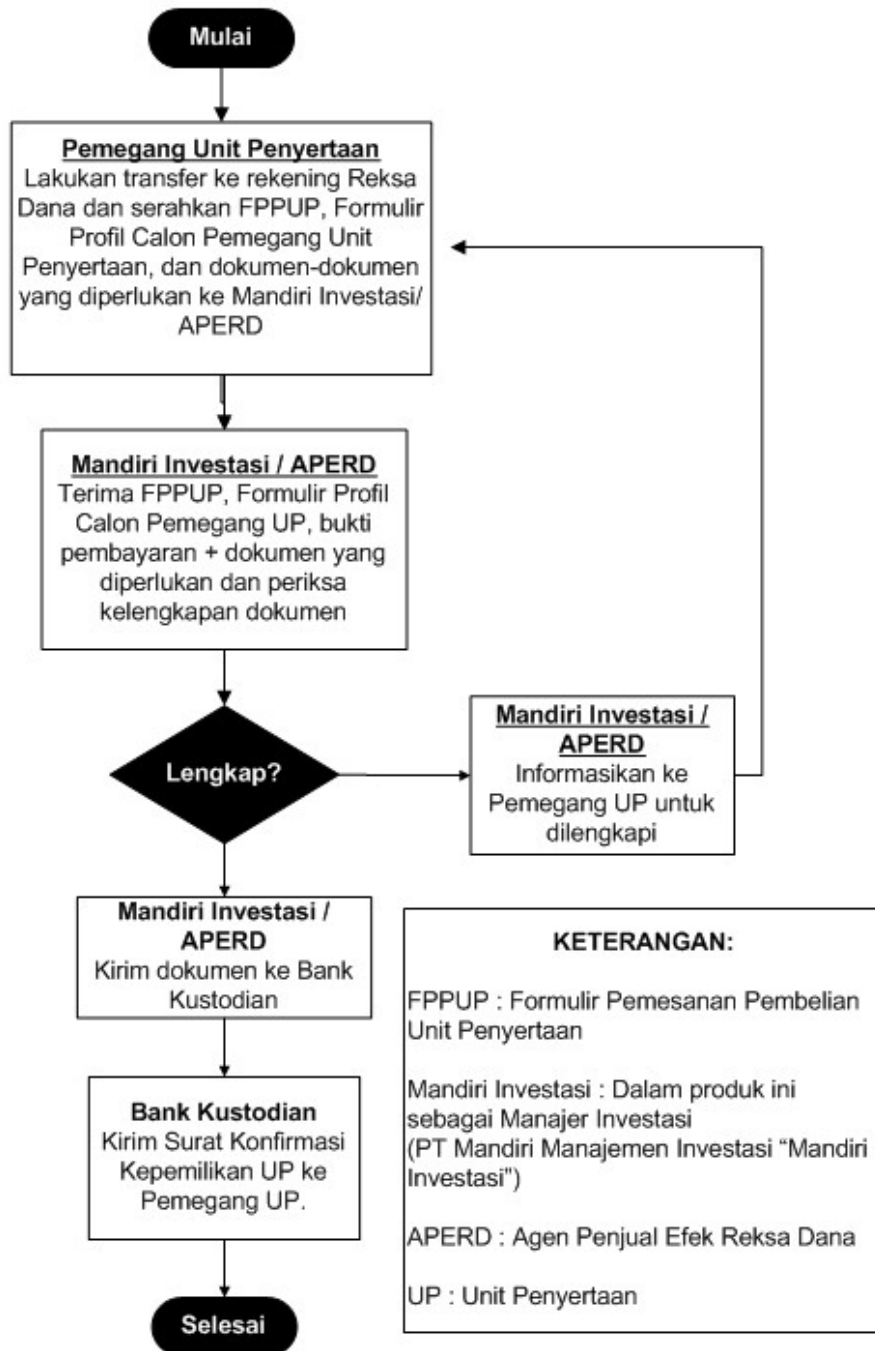 Mulai
Pemegang Unit Penyertaan
Lakukan transfer ke rekening Reksa
Dana dan serahkan FPPUP, Formulir
Profil Calon Pemegang Unit
Penyertaan, dan dokumen-dokumen
yang diperlukan ke Mandiri Investasi/
APERD
Mandiri Investasi / APERD
Terima FPPUP, Formulir Profil
Calon Pemegang UP, bukti
pembayaran + dokumen yang
diperlukan dan periksa
kelengkapan dokumen
Lengkap?
Mandiri Investasi /
APERD
Informasikan ke
Pemegang UP untuk
dilengkapi
Mandiri Investasi /
APERD
Kirim dokumen ke Bank
Kustodian
Bank Kustodian
Kirim Surat Konfirmasi
Kepemilikan UP ke
Pemegang UP.
Selesai
KETERANGAN:
FPPUP : Formulir Pemesanan Pembelian
Unit Penyertaan
Mandiri Investasi : Dalam produk ini
sebagai Manajer Investasi
(PT Mandiri Manajemen Investasi “Mandiri
Investasi”)
APERD : Agen Penjual Efek Reksa Dana
UP : Unit Penyertaan